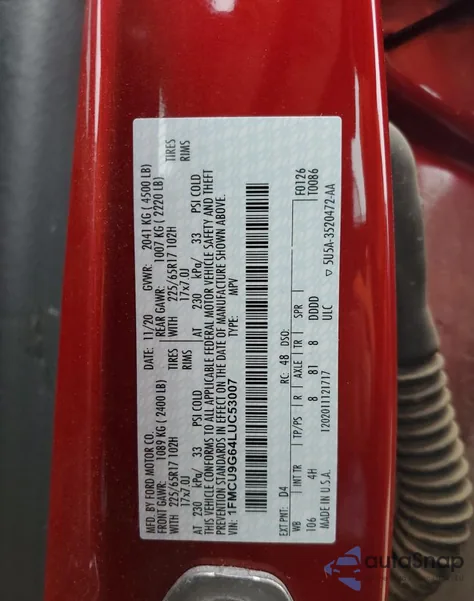 MFD. BY FORD MOTOR CO.
DATE: 11/20 GVWR: 2041 KG ( 4500 LB)
FRONT GAWR: 1089 KG ( 2400 LB) REAR GAWR: 1007 KG ( 2220 LB)
WITH 225/65R17 102H TIRES WITH 225/65R17 102H TIRES
17x7.0J RIMS 17x7.0J RIMS
AT 230 kPa/ 33 PSI COLD AT 230 kPa/ 33 PSI COLD
THIS VEHICLE CONFORMS TO ALL APPLICABLE FEDERAL MOTOR VEHICLE SAFETY AND THEFT
PREVENTION STANDARDS IN EFFECT ON THE DATE OF MANUFACTURE SHOWN ABOVE.
VIN: 1FMCU9G64LUC53007 TYPE: MPV
F0126
T0086
EXT PNT: D4 RC: 48 DSO:
WB INT TR TP/PS R AXLE TR SPR
106 4H 8 81 8 DDDD
MADE IN U.S.A. 120201121717 ULC
▽ 5U5A-3520472-AA
autoSnap